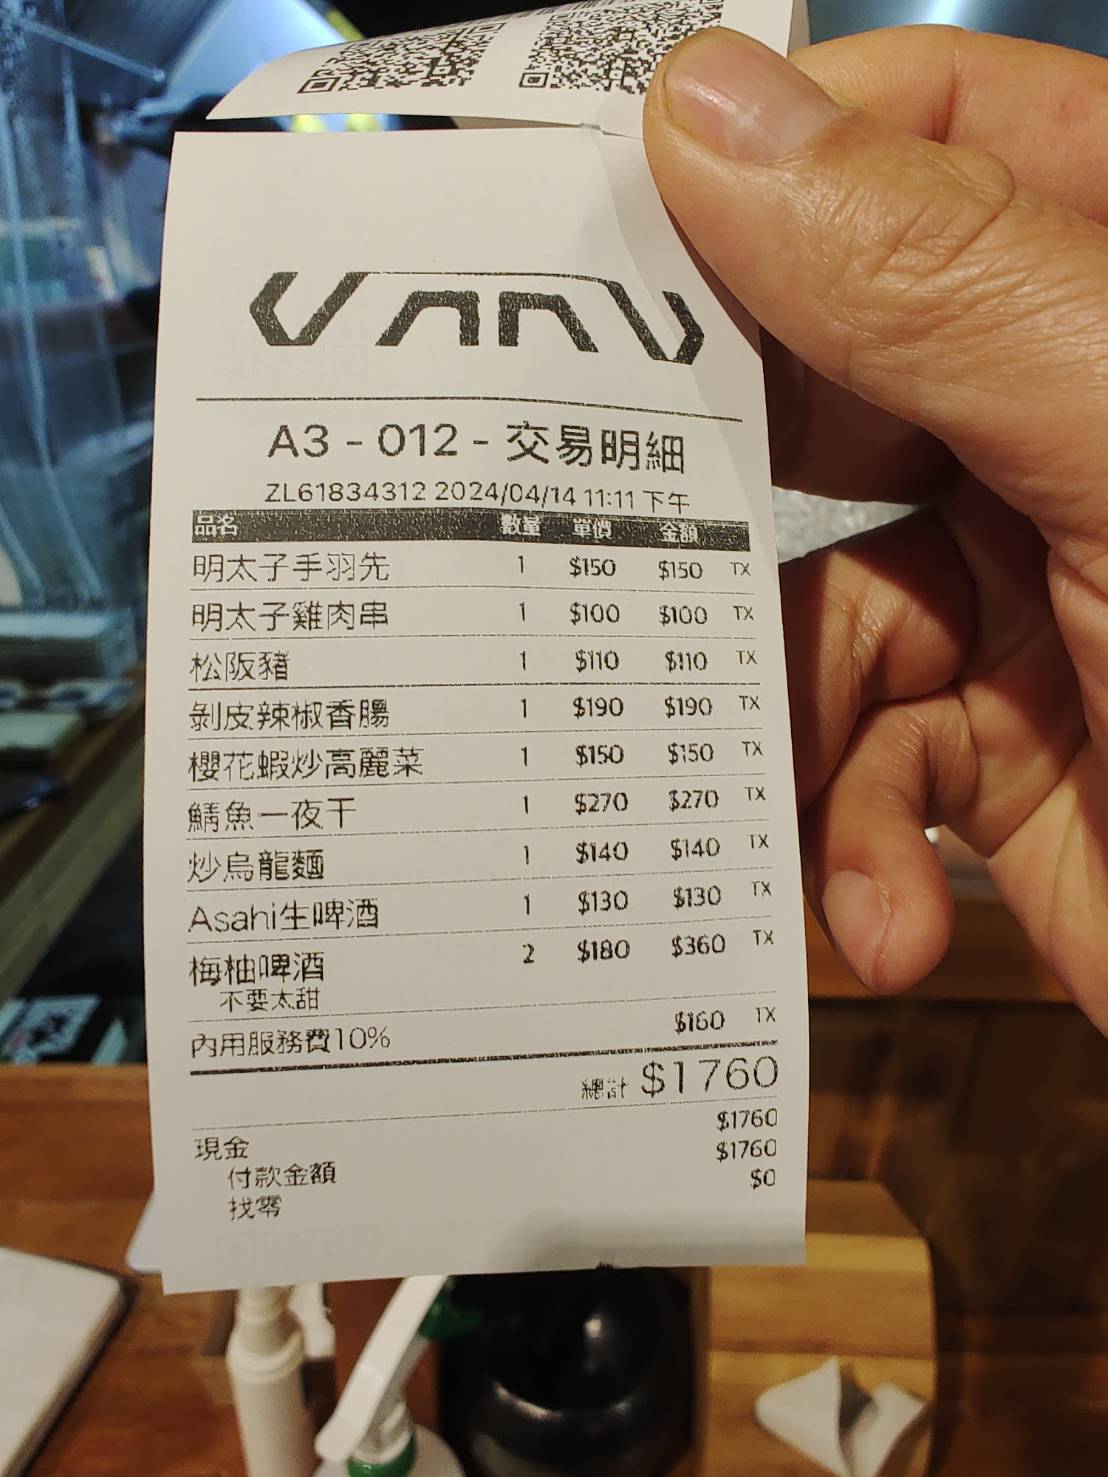 A3 - 012 - 交易明細
ZL61834312 2024/04/14 11:11 下午
品名 數量 單價 金額
明太子手羽先 1 $150 $150 TX
明太子雞肉串 1 $100 $100 TX
松阪豬 1 $110 $110 TX
剝皮辣椒香腸 1 $190 $190 TX
櫻花蝦炒高麗菜 1 $150 $150 TX
鯖魚一夜干 1 $270 $270 TX
炒烏龍麵 1 $140 $140 TX
Asahi生啤酒 1 $130 $130 TX
梅柚啤酒 2 $180 $360 TX
不要太甜
內用服務費10% $160 TX
總計 $1760
現金 $1760
付款金額 $1760
找零 $0